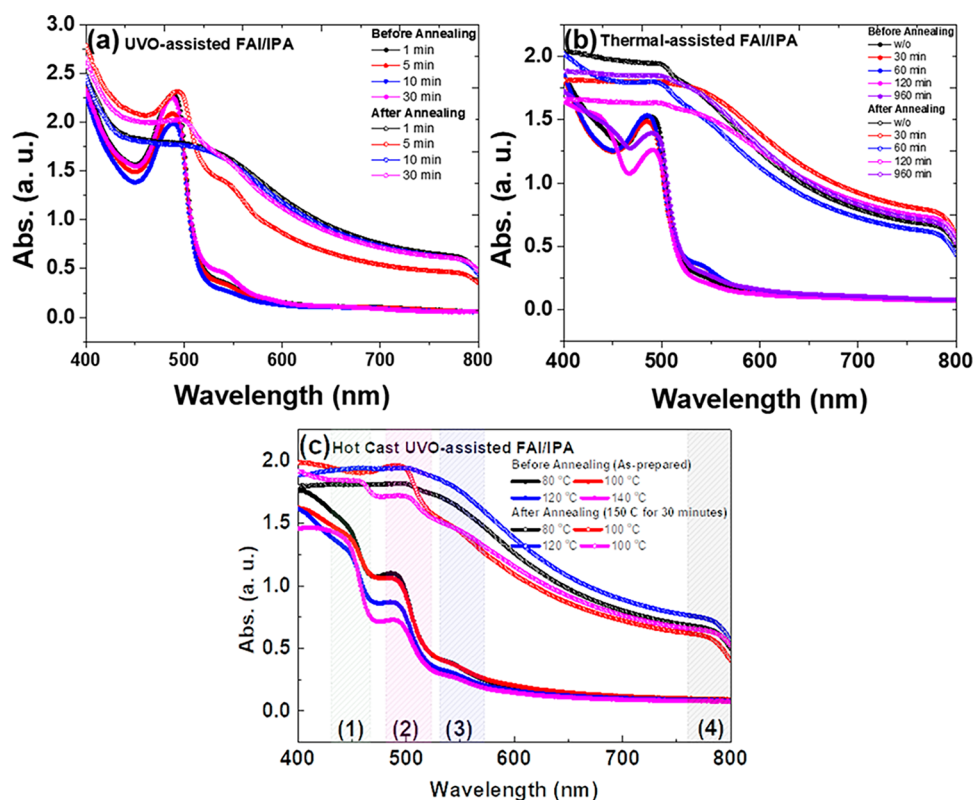 (a) UVO-assisted FAI/IPA
Before Annealing
1 min
5 min
10 min
30 min
After Annealing
1 min
5 min
10 min
30 min
3.0
2.5
2.0
1.5
1.0
0.5
0.0
Abs. (a. u.)
400 500 600 700 800
Wavelength (nm)
(b) Thermal-assisted FAI/IPA
Before Annealing
w/o
30 min
60 min
120 min
960 min
After Annealing
w/o
30 min
60 min
120 min
960 min
2.0
1.5
1.0
0.5
0.0
Abs. (a. u.)
400 500 600 700 800
Wavelength (nm)
(c) Hot Cast UVO-assisted FAI/IPA
Before Annealing (As-prepared)
80 °C 100 °C
120 °C 140 °C
After Annealing (150 C for 30 minutes)
80 °C 100 °C
120 °C 100 °C
2.0
1.5
1.0
0.5
0.0
Abs. (a. u.)
(1) (2) (3) (4)
400 500 600 700 800
Wavelength (nm)